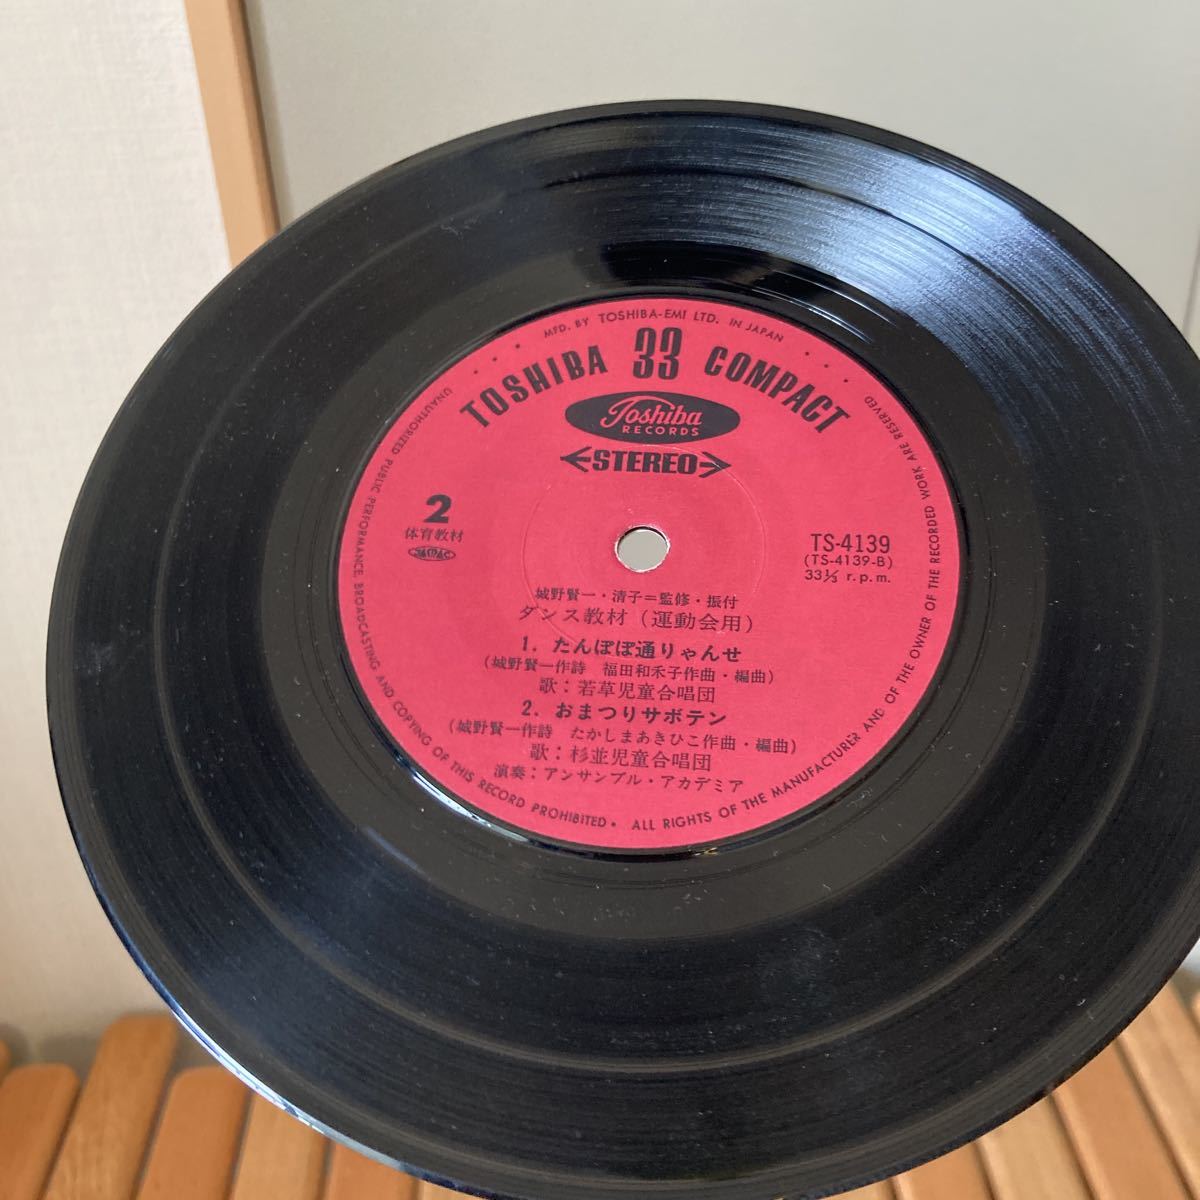 MFD. BY TOSHIBA-EMI LTD. IN JAPAN
TOSHIBA 33 COMPACT
Toshiba
RECORDS
STEREO
2
体育教材
TS-4139
(TS-4139-B)
33⅓ r.p.m.
城野賢一・清子=監修・振付
ダンス教材(運動会用)
1. たんぽぽ通りゃんせ
(城野賢一作詩 福田和禾子作曲・編曲)
歌:若草児童合唱団
2. おまつりサボテン
(城野賢一作詩 たかしまあきひこ作曲・編曲)
歌:杉並児童合唱団
演奏:アンサンブル・アカデミア
UNAUTHORIZED PUBLIC PERFORMANCE, BROADCASTING AND COPYING OF THIS RECORD PROHIBITED. ALL RIGHTS OF THE MANUFACTURER AND OF THE OWNER OF THE RECORDED WORK ARE RESERVED